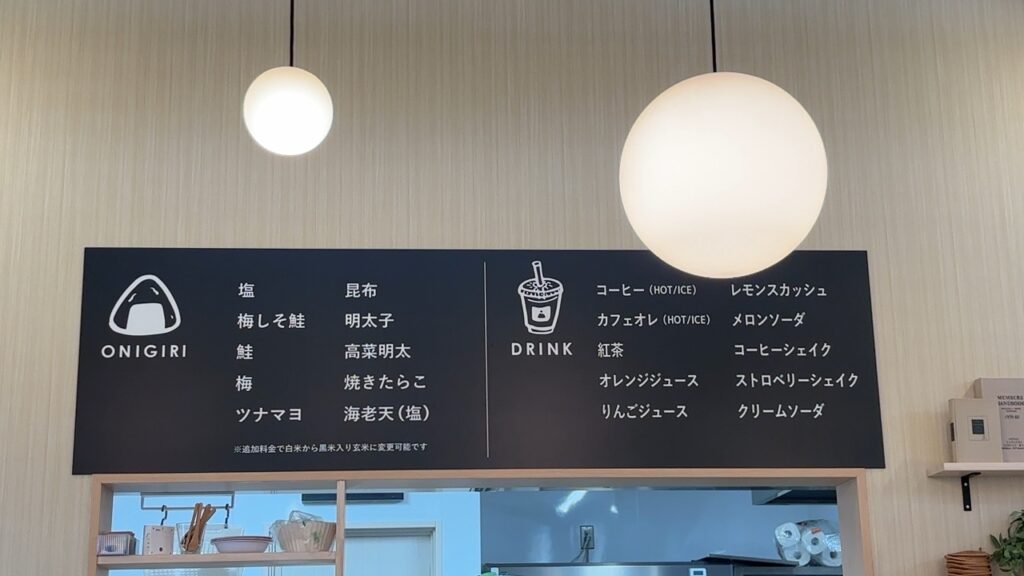 ONIGIRI
塩
梅しそ鮭
鮭
梅
ツナマヨ
昆布
明太子
高菜明太
焼きたらこ
海老天(塩)
※追加料金で白米から黒米入り玄米に変更可能です
DRINK
コーヒー(HOT/ICE)
カフェオレ(HOT/ICE)
紅茶
オレンジジュース
りんごジュース
レモンスカッシュ
メロンソーダ
コーヒーシェイク
ストロベリーシェイク
クリームソーダ